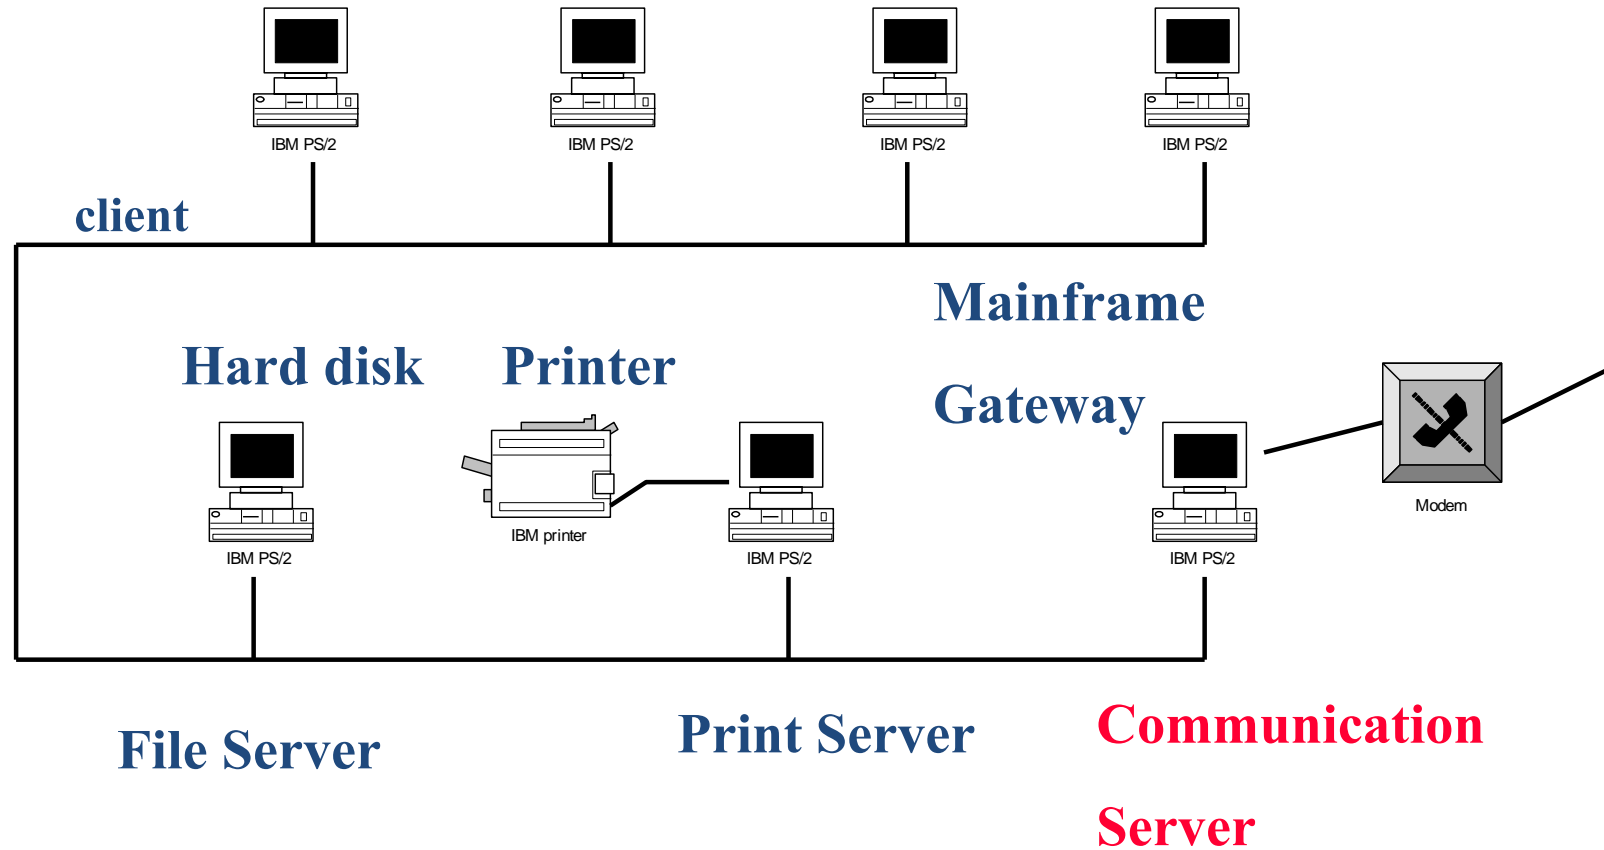 IBM PS/2
IBM PS/2
IBM PS/2
IBM PS/2
client
Mainframe
Gateway
Hard disk
Printer
IBM PS/2
IBM printer
IBM PS/2
IBM PS/2
Modem
File Server
Print Server
Communication
Server